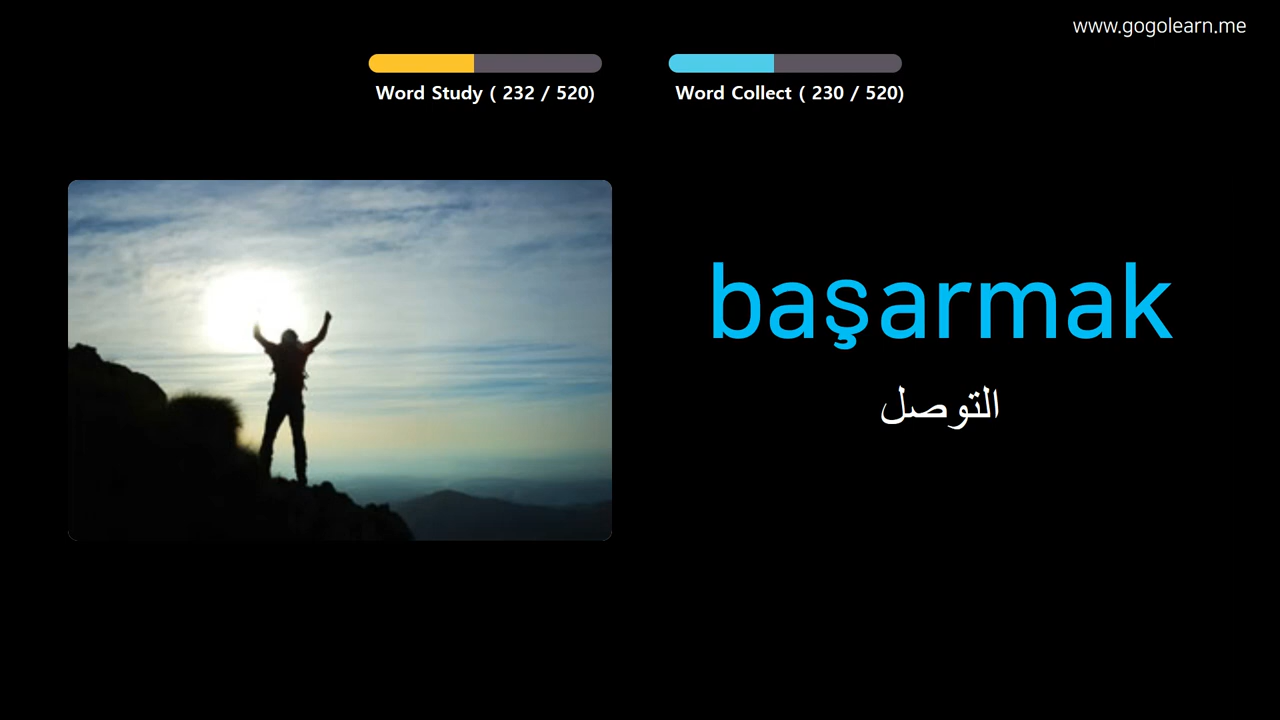 www.gogolearn.me
Word Study ( 232 / 520)
Word Collect ( 230 / 520)
başarmak
التوصل